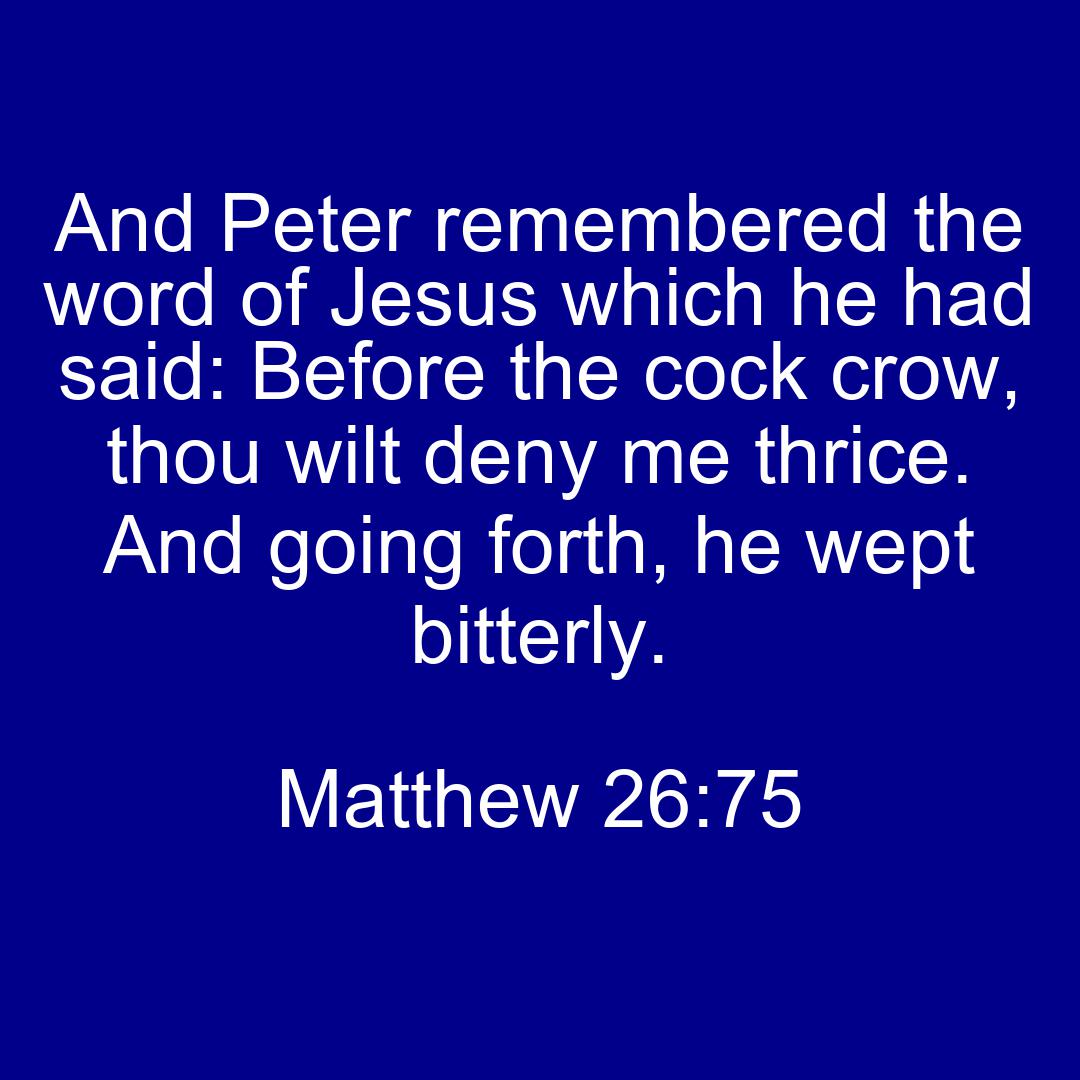 And Peter remembered the
word of Jesus which he had
said: Before the cock crow,
thou wilt deny me thrice.
And going forth, he wept
bitterly.
Matthew 26:75